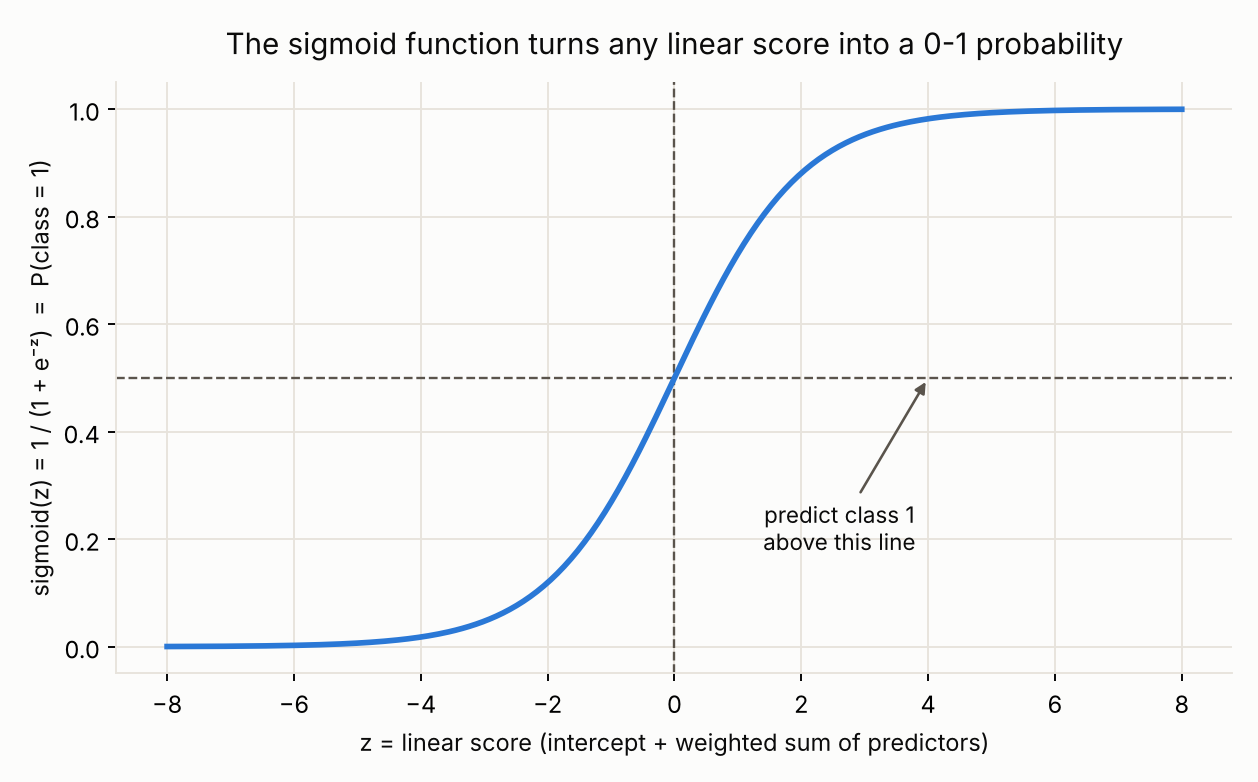 The sigmoid function turns any linear score into a 0-1 probability
sigmoid(z) = 1 / (1 + e⁻ᶻ) = P(class = 1)
1.0
0.8
0.6
0.4
0.2
0.0
predict class 1
above this line
−8 −6 −4 −2 0 2 4 6 8
z = linear score (intercept + weighted sum of predictors)